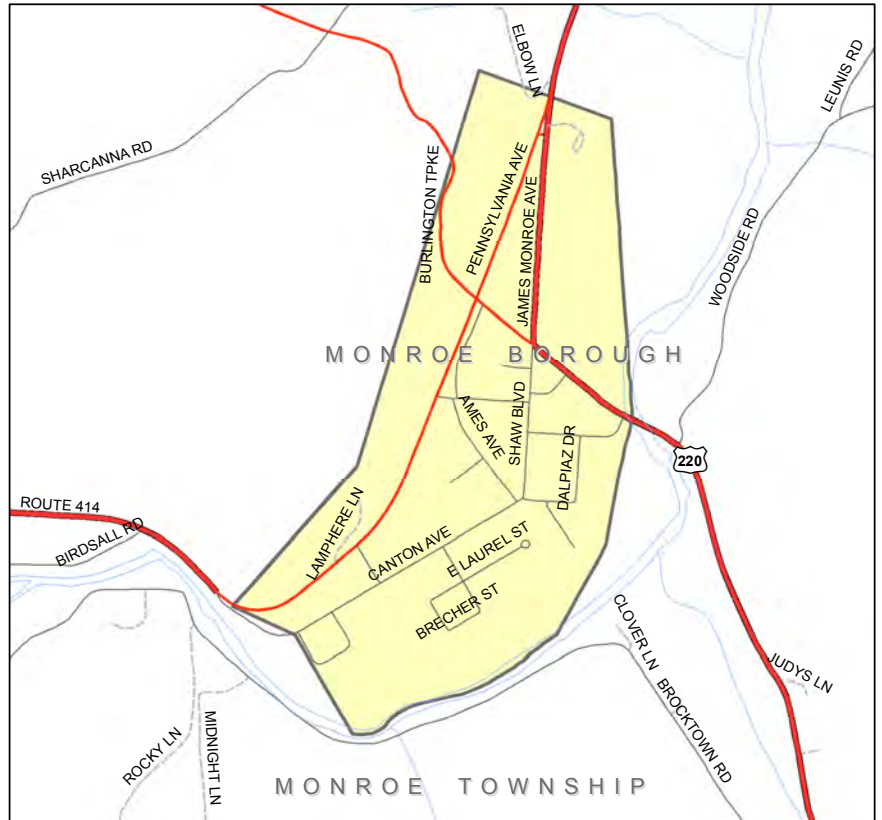 ELBOW LN
LEUNIS RD
SHARCANNA RD
BURLINGTON TPKE
PENNSYLVANIA AVE
JAMES MONROE AVE
WOODSIDE RD
MONROE BOROUGH
AMES AVE
SHAW BLVD
DALPIAZ DR
220
ROUTE 414
BIRDSALL RD
LAMPHERE LN
CANTON AVE
E LAUREL ST
BRECHER ST
CLOVER LN
BROCKTOWN RD
JUDYS LN
ROCKY LN
MIDNIGHT LN
MONROE TOWNSHIP